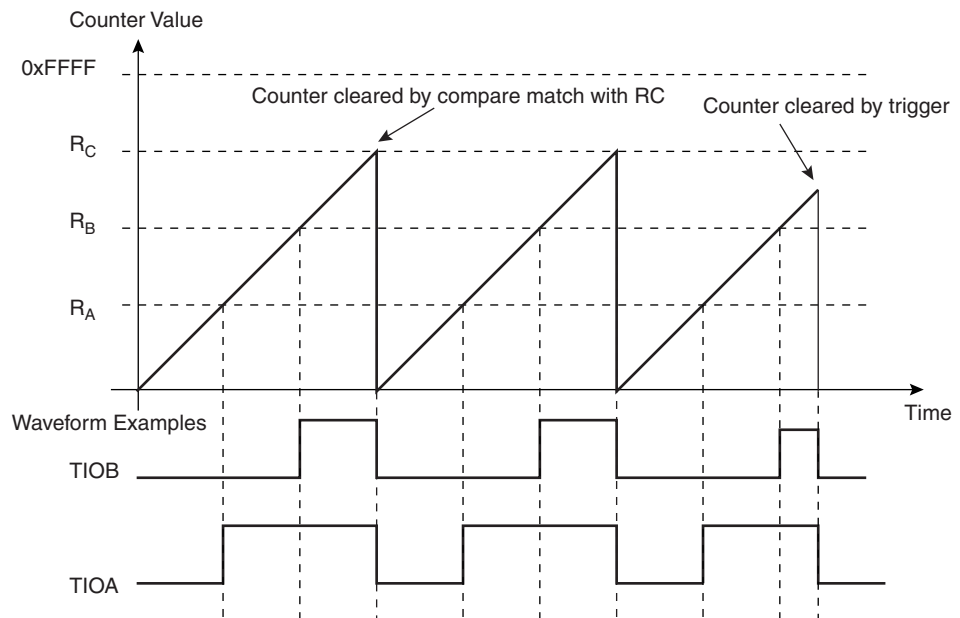 Counter Value
0xFFFF
Counter cleared by compare match with RC
Counter cleared by trigger
RC
RB
RA
Time
Waveform Examples
TIOB
TIOA